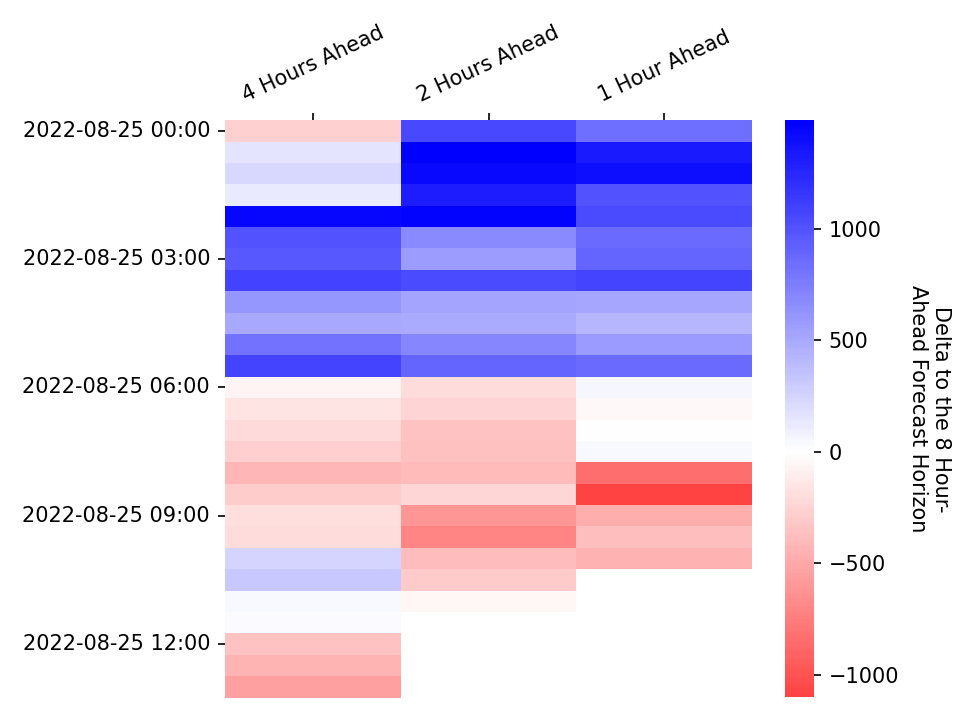 4 Hours Ahead
2 Hours Ahead
1 Hour Ahead
2022-08-25 00:00
2022-08-25 03:00
2022-08-25 06:00
2022-08-25 09:00
2022-08-25 12:00
1000
500
0
−500
−1000
Delta to the 8 Hour-
Ahead Forecast Horizon